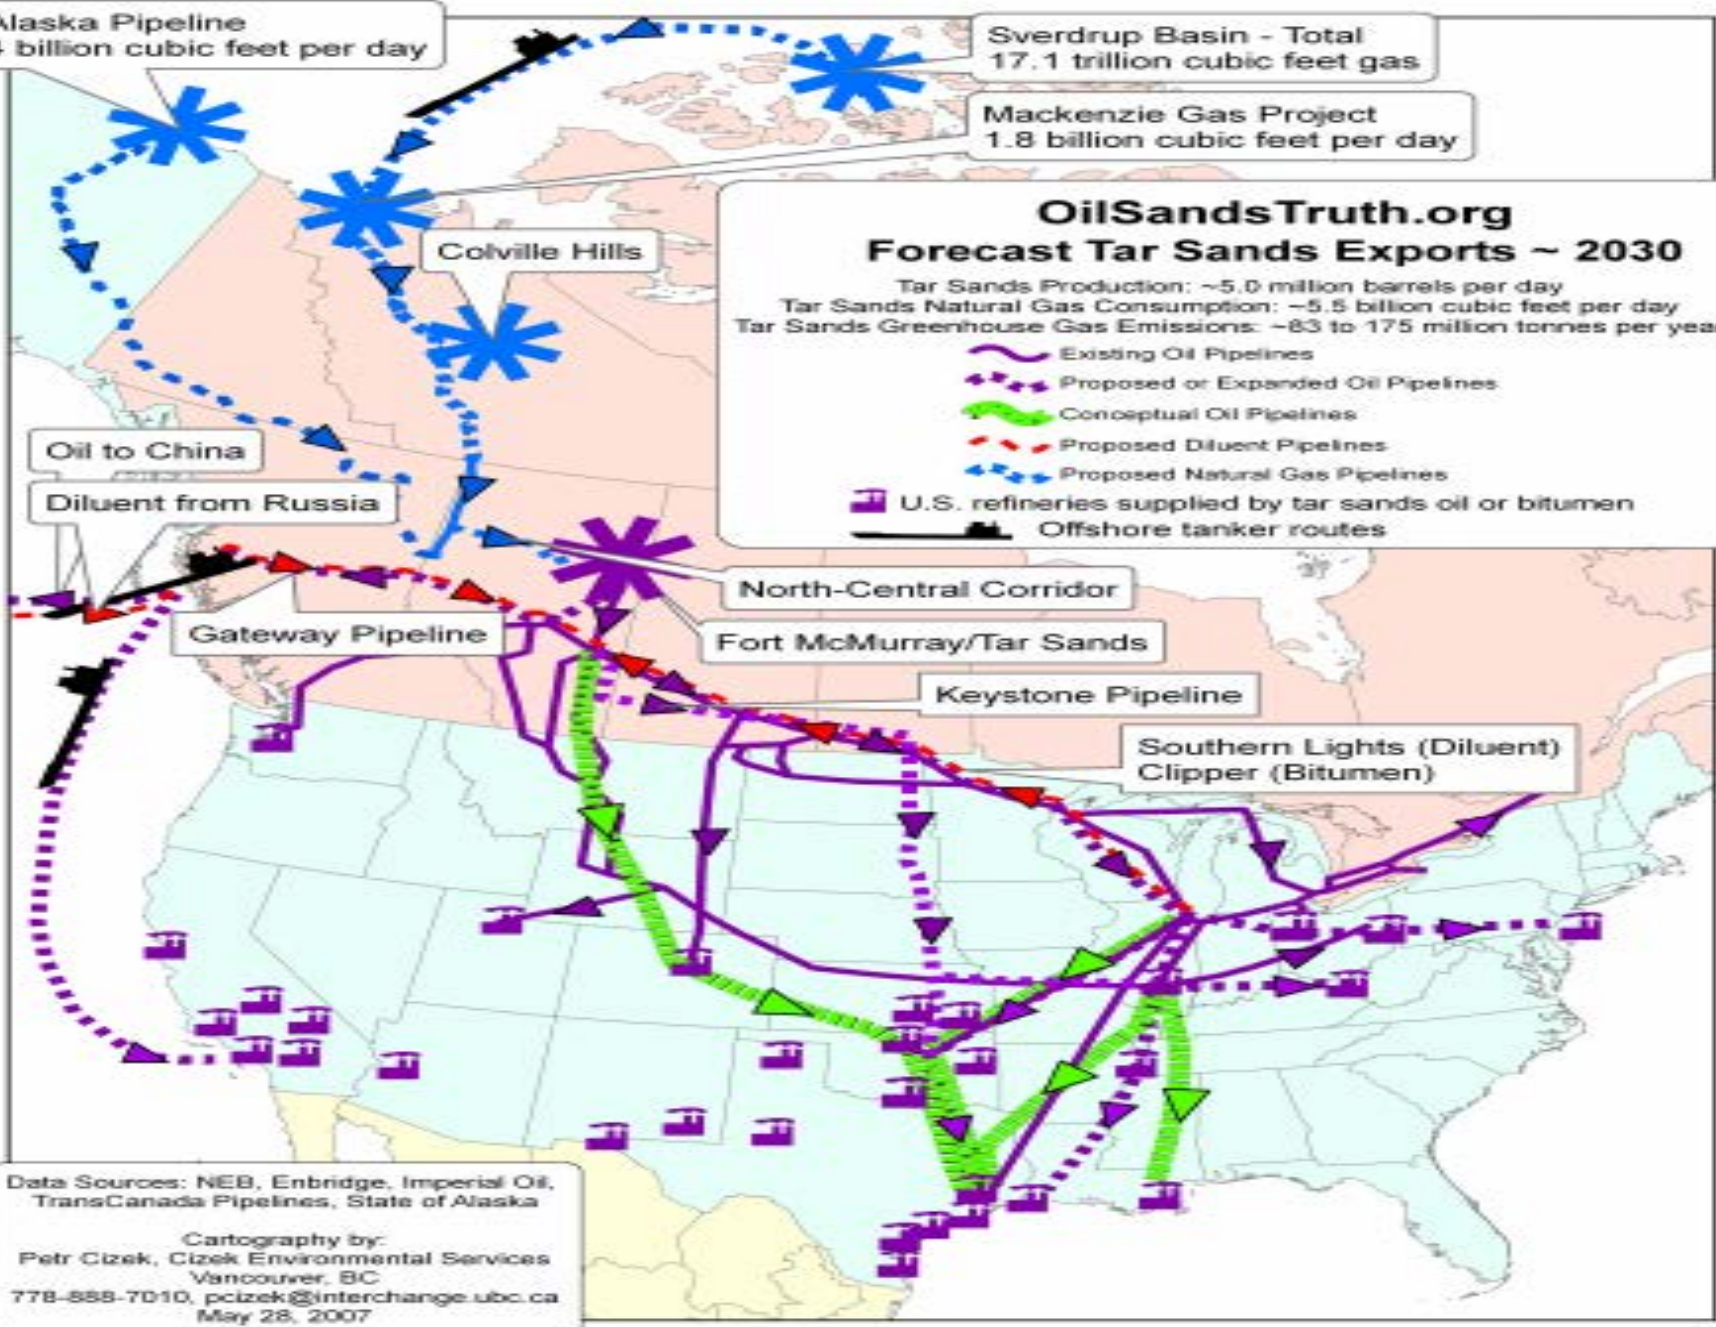 Alaska Pipeline
4 billion cubic feet per day
Sverdrup Basin - Total
17.1 trillion cubic feet gas
Mackenzie Gas Project
1.8 billion cubic feet per day
Colville Hills
OilSandsTruth.org
Forecast Tar Sands Exports ~ 2030
Tar Sands Production: ~5.0 million barrels per day
Tar Sands Natural Gas Consumption: ~5.5 billion cubic feet per day
Tar Sands Greenhouse Gas Emissions: ~83 to 175 million tonnes per yea
Existing Oil Pipelines
Proposed or Expanded Oil Pipelines
Conceptual Oil Pipelines
Proposed Diluent Pipelines
Proposed Natural Gas Pipelines
U.S. refineries supplied by tar sands oil or bitumen
Offshore tanker routes
Oil to China
Diluent from Russia
North-Central Corridor
Gateway Pipeline
Fort McMurray/Tar Sands
Keystone Pipeline
Southern Lights (Diluent)
Clipper (Bitumen)
Data Sources: NEB, Enbridge, Imperial Oil,
TransCanada Pipelines, State of Alaska
Cartography by:
Petr Cizek, Cizek Environmental Services
Vancouver, BC
778-888-7010, pcizek@interchange.ubc.ca
May 28, 2007